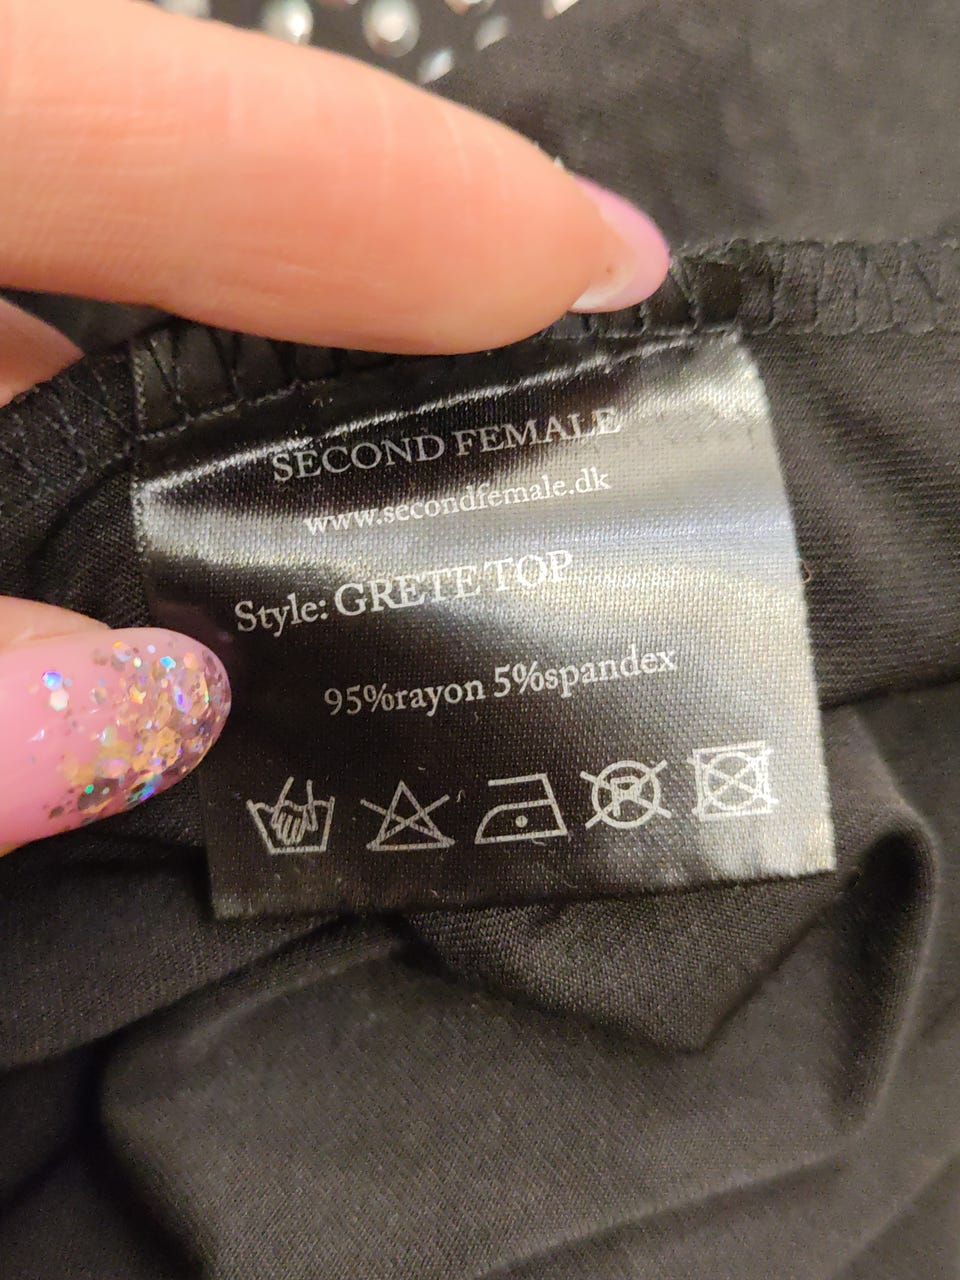 SECOND FEMALE
www.secondfemale.dk
Style: GRETE TOP
95%rayon 5%spandex
P